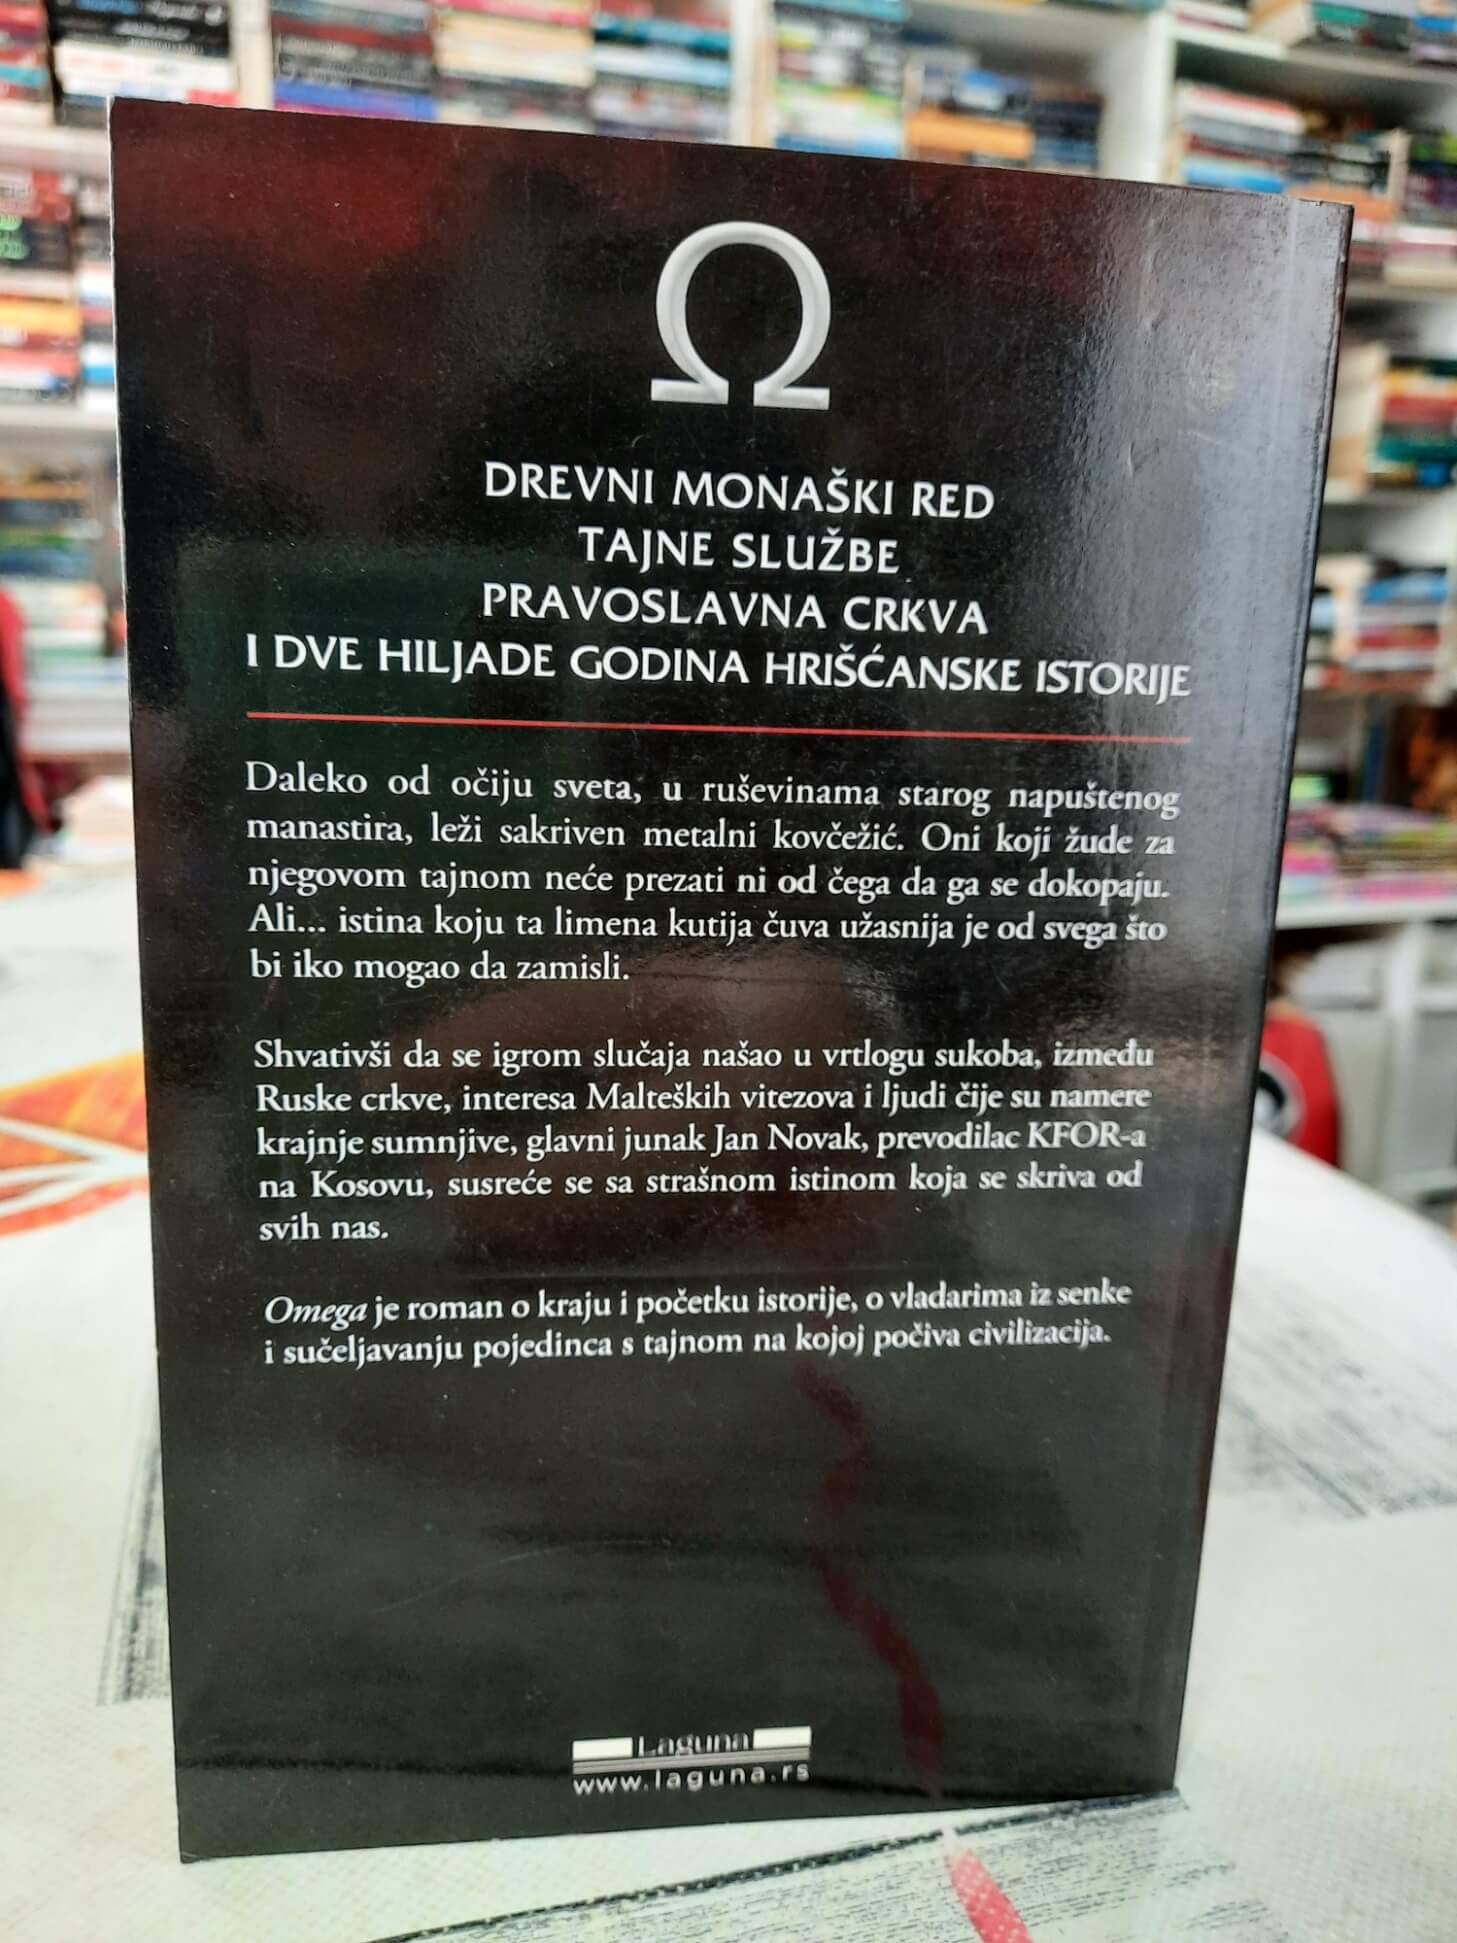 Ω
DREVNI MONAŠKI RED
TAJNE SLUŽBE
PRAVOSLAVNA CRKVA
I DVE HILJADE GODINA HRIŠĆANSKE ISTORIJE
Daleko od očiju sveta, u ruševinama starog napuštenog
manastira, leži sakriven metalni kovčežić. Oni koji žude za
njegovom tajnom neće prezati ni od čega da ga se dokopaju.
Ali... istina koju ta limena kutija čuva užasnija je od svega što
bi iko mogao da zamisli.
Shvativši da se igrom slučaja našao u vrtlogu sukoba, između
Ruske crkve, interesa Malteških vitezova i ljudi čije su namere
krajnje sumnjive, glavni junak Jan Novak, prevodilac KFOR-a
na Kosovu, susreće se sa strašnom istinom koja se skriva od
svih nas.
Omega je roman o kraju i početku istorije, o vladarima iz senke
i sučeljavanju pojedinca s tajnom na kojoj počiva civilizacija.
Laguna
www.laguna.rs